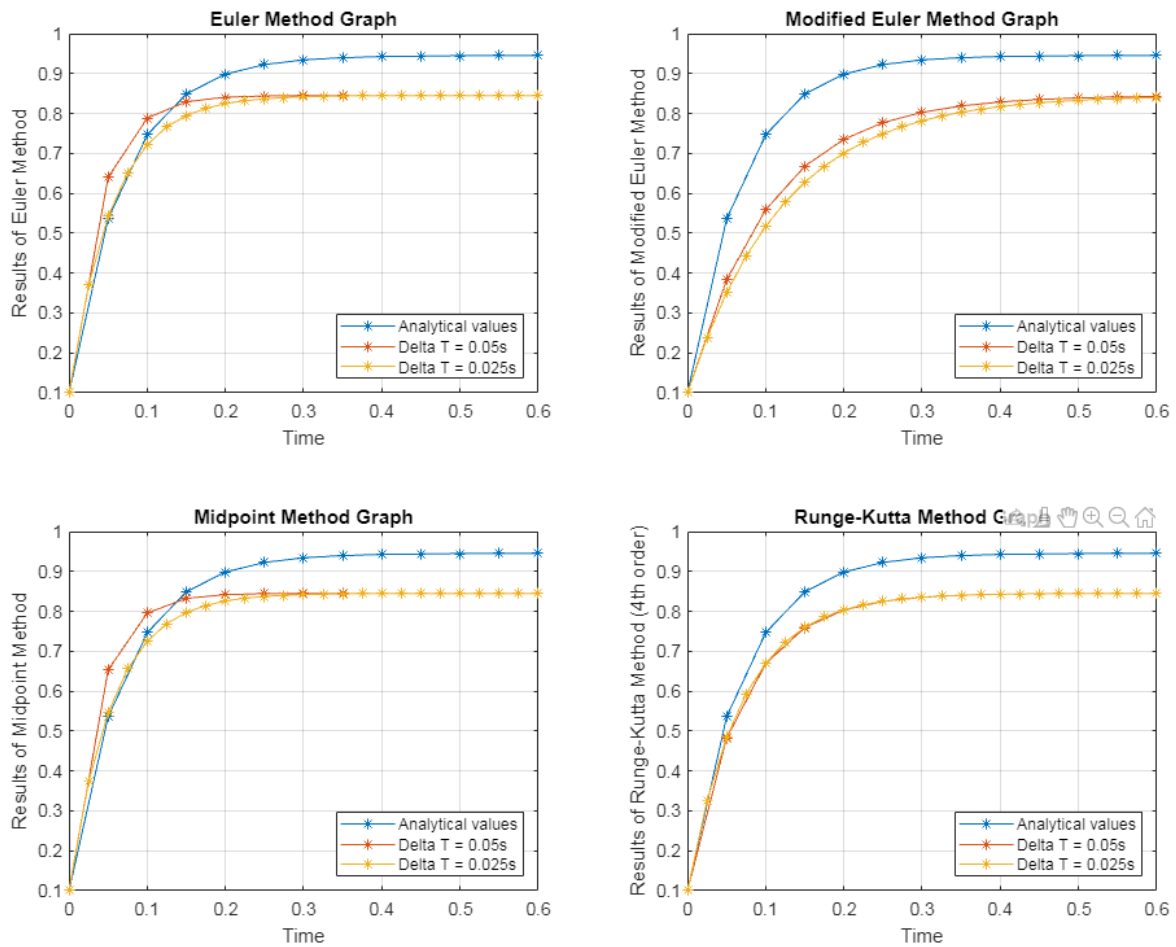 Euler Method Graph
Results of Euler Method
1
0.9
0.8
0.7
0.6
0.5
0.4
0.3
0.2
0.1
0
0.1
0.2
0.3
0.4
0.5
0.6
Time
Analytical values
Delta T = 0.05s
Delta T = 0.025s
Modified Euler Method Graph
Results of Modified Euler Method
1
0.9
0.8
0.7
0.6
0.5
0.4
0.3
0.2
0.1
0
0.1
0.2
0.3
0.4
0.5
0.6
Time
Analytical values
Delta T = 0.05s
Delta T = 0.025s
Midpoint Method Graph
Results of Midpoint Method
1
0.9
0.8
0.7
0.6
0.5
0.4
0.3
0.2
0.1
0
0.1
0.2
0.3
0.4
0.5
0.6
Time
Analytical values
Delta T = 0.05s
Delta T = 0.025s
Runge-Kutta Method Graph
Results of Runge-Kutta Method (4th order)
1
0.9
0.8
0.7
0.6
0.5
0.4
0.3
0.2
0.1
0
0.1
0.2
0.3
0.4
0.5
0.6
Time
Analytical values
Delta T = 0.05s
Delta T = 0.025s